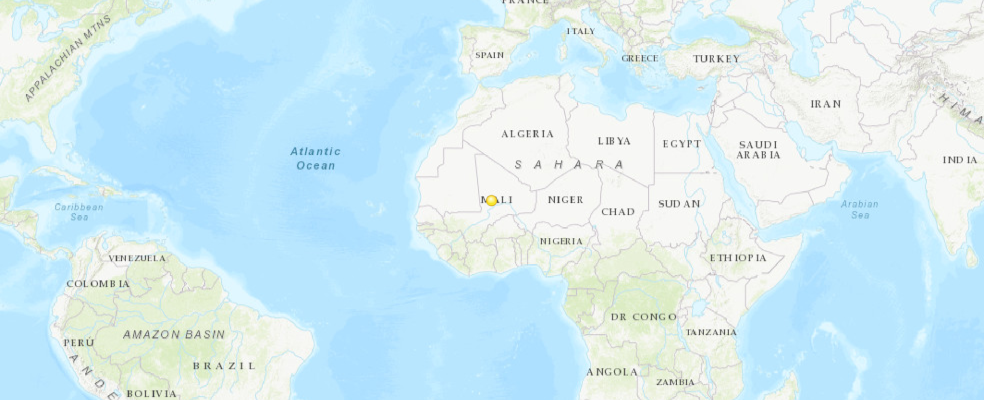 FRANCE
APPALACHIAN MTNS
ITALY
SPAIN
GREECE
TURKEY
IRAN
HIMA
ALGERIA
LIBYA
EGYPT
SAUDI
ARABIA
INDIA
Atlantic
Ocean
SAHARA
MALI
NIGER
CHAD
SUDAN
Caribbean
Sea
Arabian
Sea
NIGERIA
ETHIOPIA
VENEZUELA
COLOMBIA
DR CONGO
TANZANIA
AMAZON BASIN
PERÚ
BRAZIL
ANDE
ANGOLA
ZAMBIA
BOLIVIA